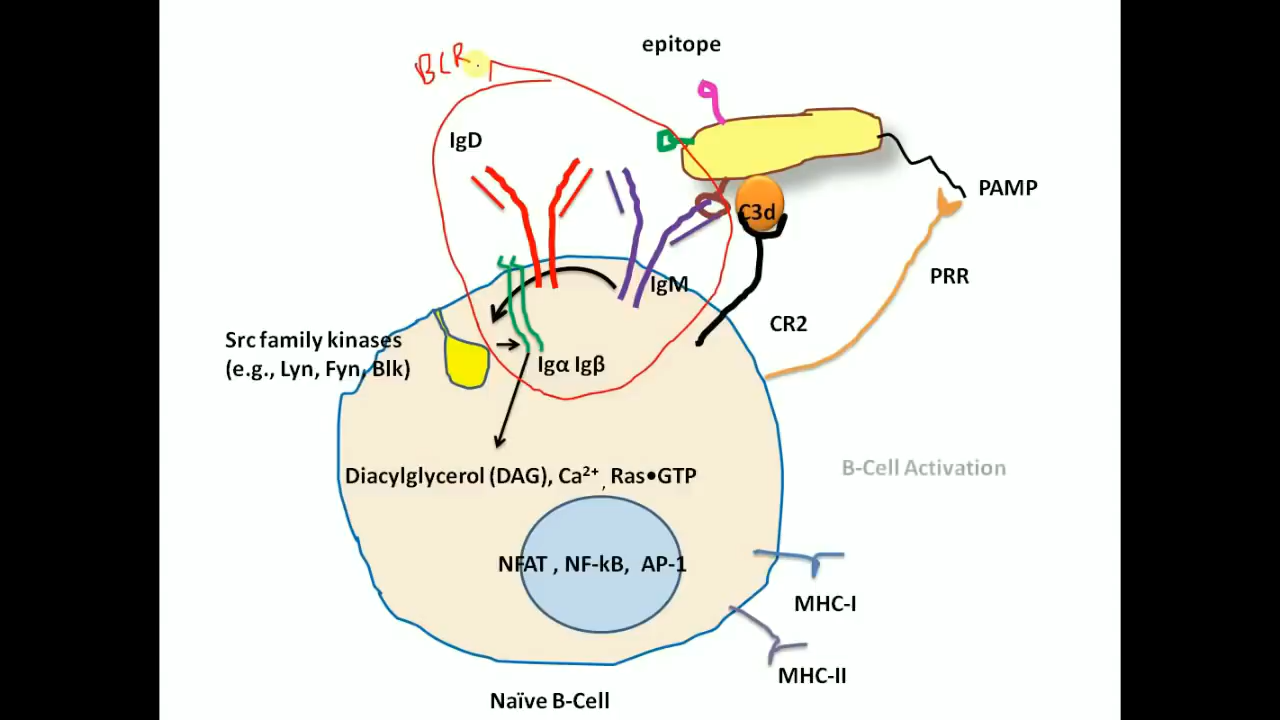 epitope
BCR
IgD
PAMP
C3d
PRR
IgM
CR2
Src family kinases
(e.g., Lyn, Fyn, Blk)
Igα Igβ
Diacylglycerol (DAG), Ca²⁺, Ras•GTP
B-Cell Activation
NFAT , NF-kB, AP-1
MHC-I
MHC-II
Naïve B-Cell